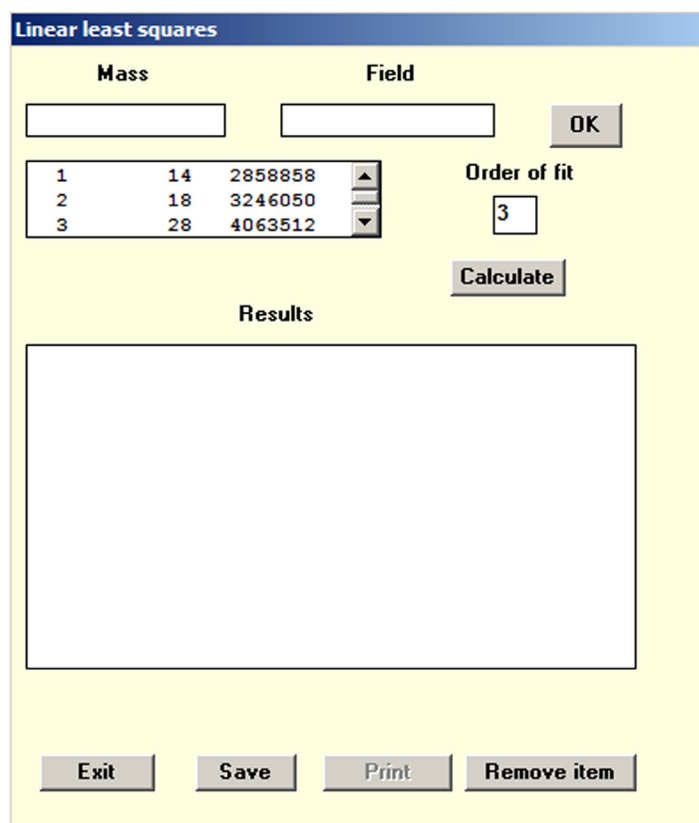 Linear least squares
Mass Field
OK
1 14 2858858
2 18 3246050
3 28 4063512
Order of fit
3
Calculate
Results
Exit Save Print Remove item